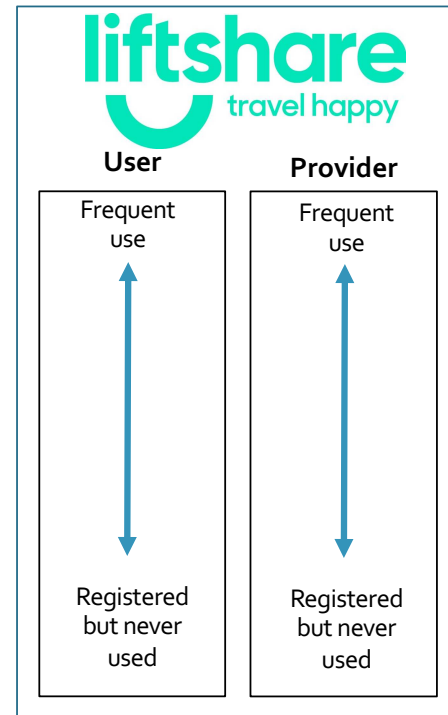 liftshare
travel happy
User
Provider
Frequent
use
Frequent
use
Registered
but never
used
Registered
but never
used